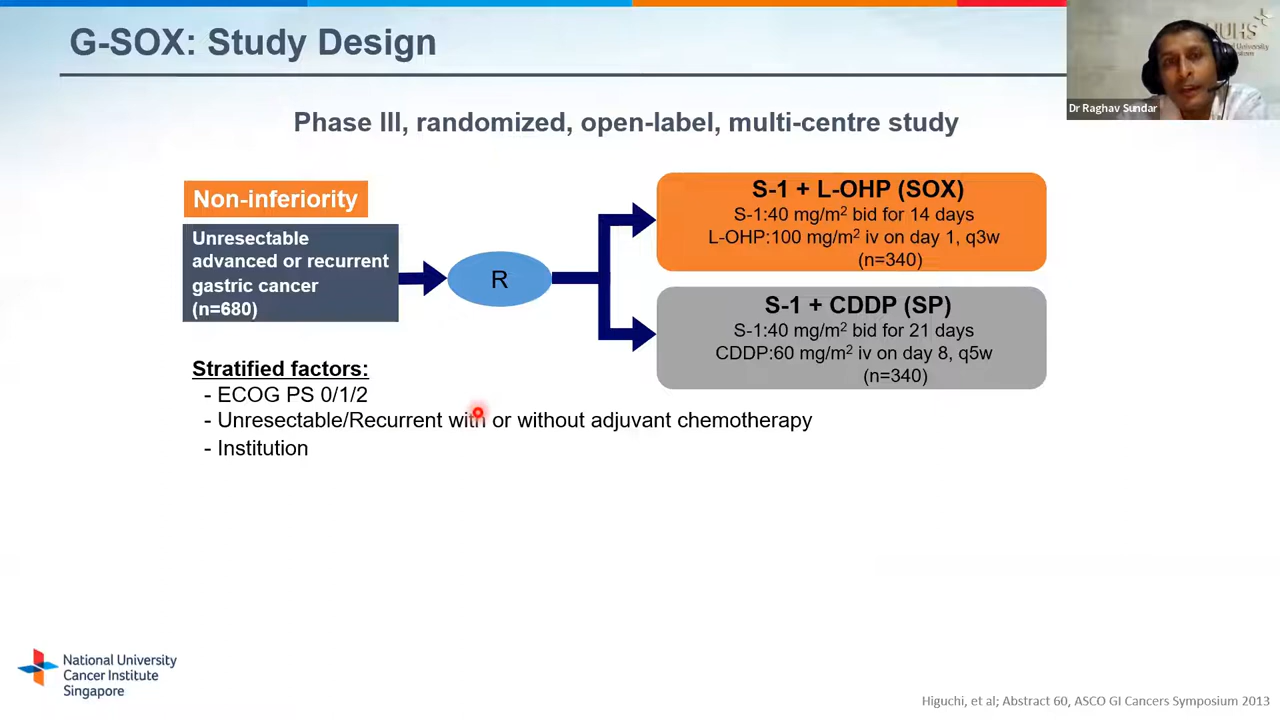 G-SOX: Study Design
NUHS
Dr Raghav Sundar
Phase III, randomized, open-label, multi-centre study
Non-inferiority
Unresectable
advanced or recurrent
gastric cancer
(n=680)
R
S-1 + L-OHP (SOX)
S-1:40 mg/m² bid for 14 days
L-OHP:100 mg/m² iv on day 1, q3w
(n=340)
S-1 + CDDP (SP)
S-1:40 mg/m² bid for 21 days
CDDP:60 mg/m² iv on day 8, q5w
(n=340)
Stratified factors:
- ECOG PS 0/1/2
- Unresectable/Recurrent with or without adjuvant chemotherapy
- Institution
National University
Cancer Institute
Singapore
Higuchi, et al; Abstract 60, ASCO GI Cancers Symposium 2013